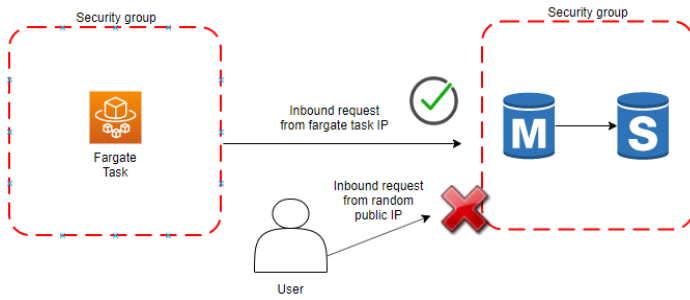 Security group
Security group
Inbound request
from fargate task IP
Fargate
Task
M
S
Inbound request
from random
public IP
User